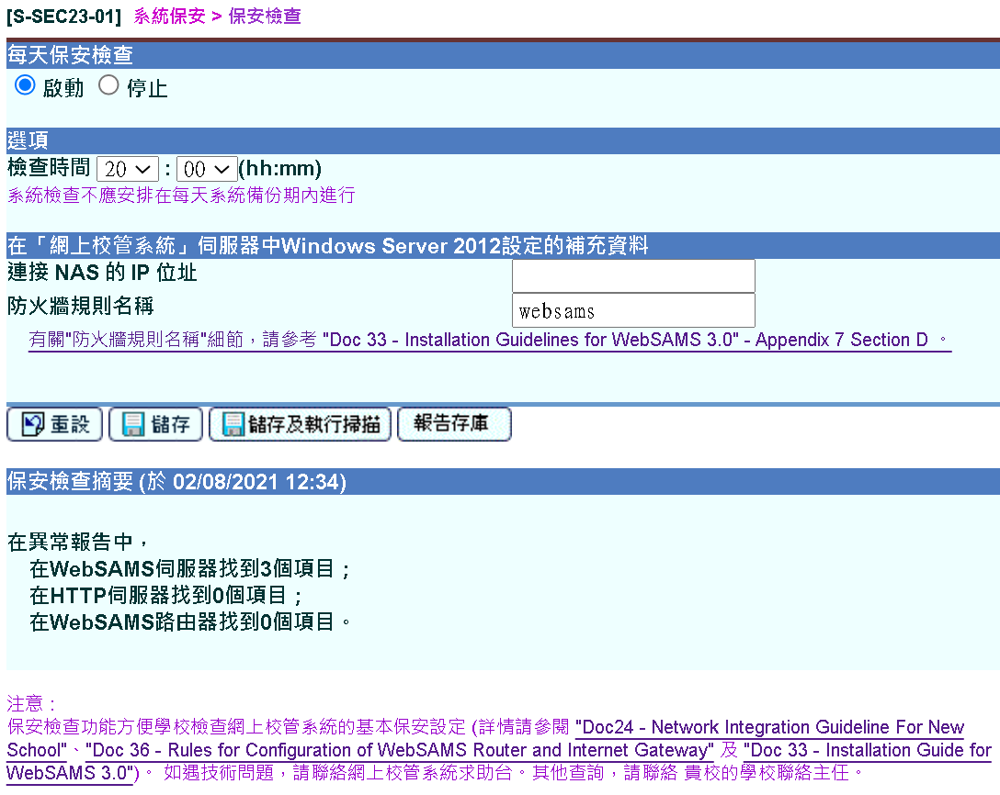 [S-SEC23-01] 系統保安 > 保安檢查
每天保安檢查
啟動 停止
選項
檢查時間 20 : 00 (hh:mm)
系統檢查不應安排在每天系統備份期內進行
在「網上校管系統」伺服器中Windows Server 2012設定的補充資料
連接 NAS 的 IP 位址
防火牆規則名稱 websams
有關"防火牆規則名稱"細節，請參考 "Doc 33 - Installation Guidelines for WebSAMS 3.0" - Appendix 7 Section D 。
重設 儲存 儲存及執行掃描 報告存庫
保安檢查摘要 (於 02/08/2021 12:34)
在異常報告中，
在WebSAMS伺服器找到3個項目；
在HTTP伺服器找到0個項目；
在WebSAMS路由器找到0個項目。
注意：
保安檢查功能方便學校檢查網上校管系統的基本保安設定 (詳情請參閱 "Doc24 - Network Integration Guideline For New
School"、"Doc 36 - Rules for Configuration of WebSAMS Router and Internet Gateway" 及 "Doc 33 - Installation Guide for
WebSAMS 3.0")。 如遇技術問題，請聯絡網上校管系統求助台。其他查詢，請聯絡 貴校的學校聯絡主任。